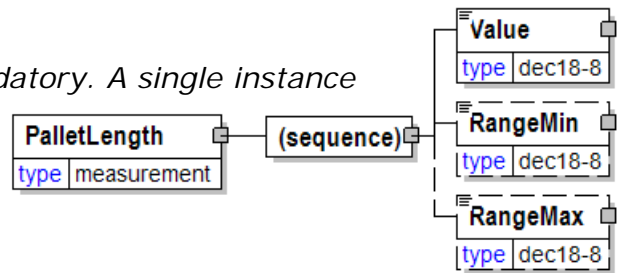 Value
type dec18-8
datory. A single instance
PalletLength
type measurement
(sequence)
RangeMin
type dec18-8
RangeMax
type dec18-8